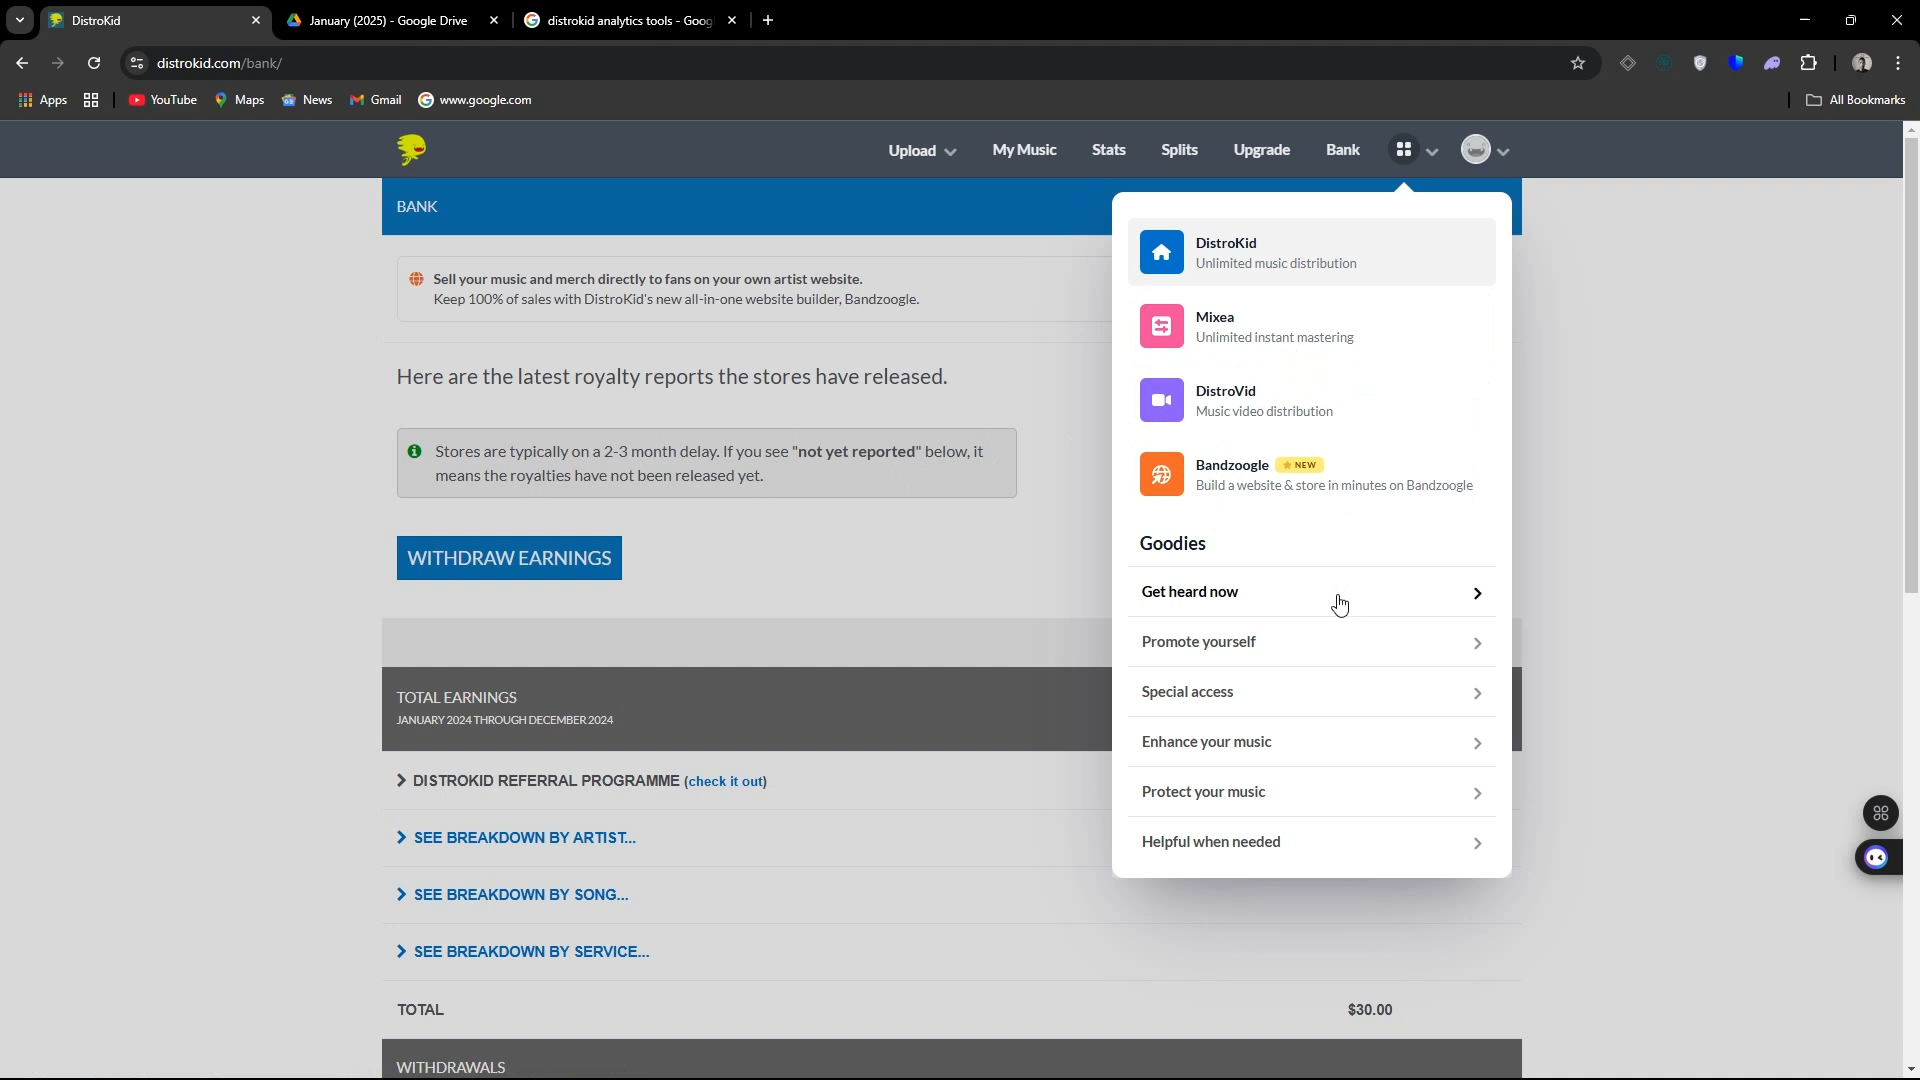 DistroKid
January (2025) - Google Drive
distrokid analytics tools - Goog
distrokid.com/bank/
Apps
YouTube
Maps
News
Gmail
www.google.com
All Bookmarks
Upload
My Music
Stats
Splits
Upgrade
Bank
BANK
Sell your music and merch directly to fans on your own artist website.
Keep 100% of sales with DistroKid's new all-in-one website builder, Bandzoogle.
Here are the latest royalty reports the stores have released.
Stores are typically on a 2-3 month delay. If you see "not yet reported" below, it
means the royalties have not been released yet.
WITHDRAW EARNINGS
TOTAL EARNINGS
JANUARY 2024 THROUGH DECEMBER 2024
DISTROKID REFERRAL PROGRAMME (check it out)
SEE BREAKDOWN BY ARTIST...
SEE BREAKDOWN BY SONG...
SEE BREAKDOWN BY SERVICE...
TOTAL
$30.00
WITHDRAWALS
DistroKid
Unlimited music distribution
Mixea
Unlimited instant mastering
DistroVid
Music video distribution
Bandzoogle
NEW
Build a website & store in minutes on Bandzoogle
Goodies
Get heard now
Promote yourself
Special access
Enhance your music
Protect your music
Helpful when needed